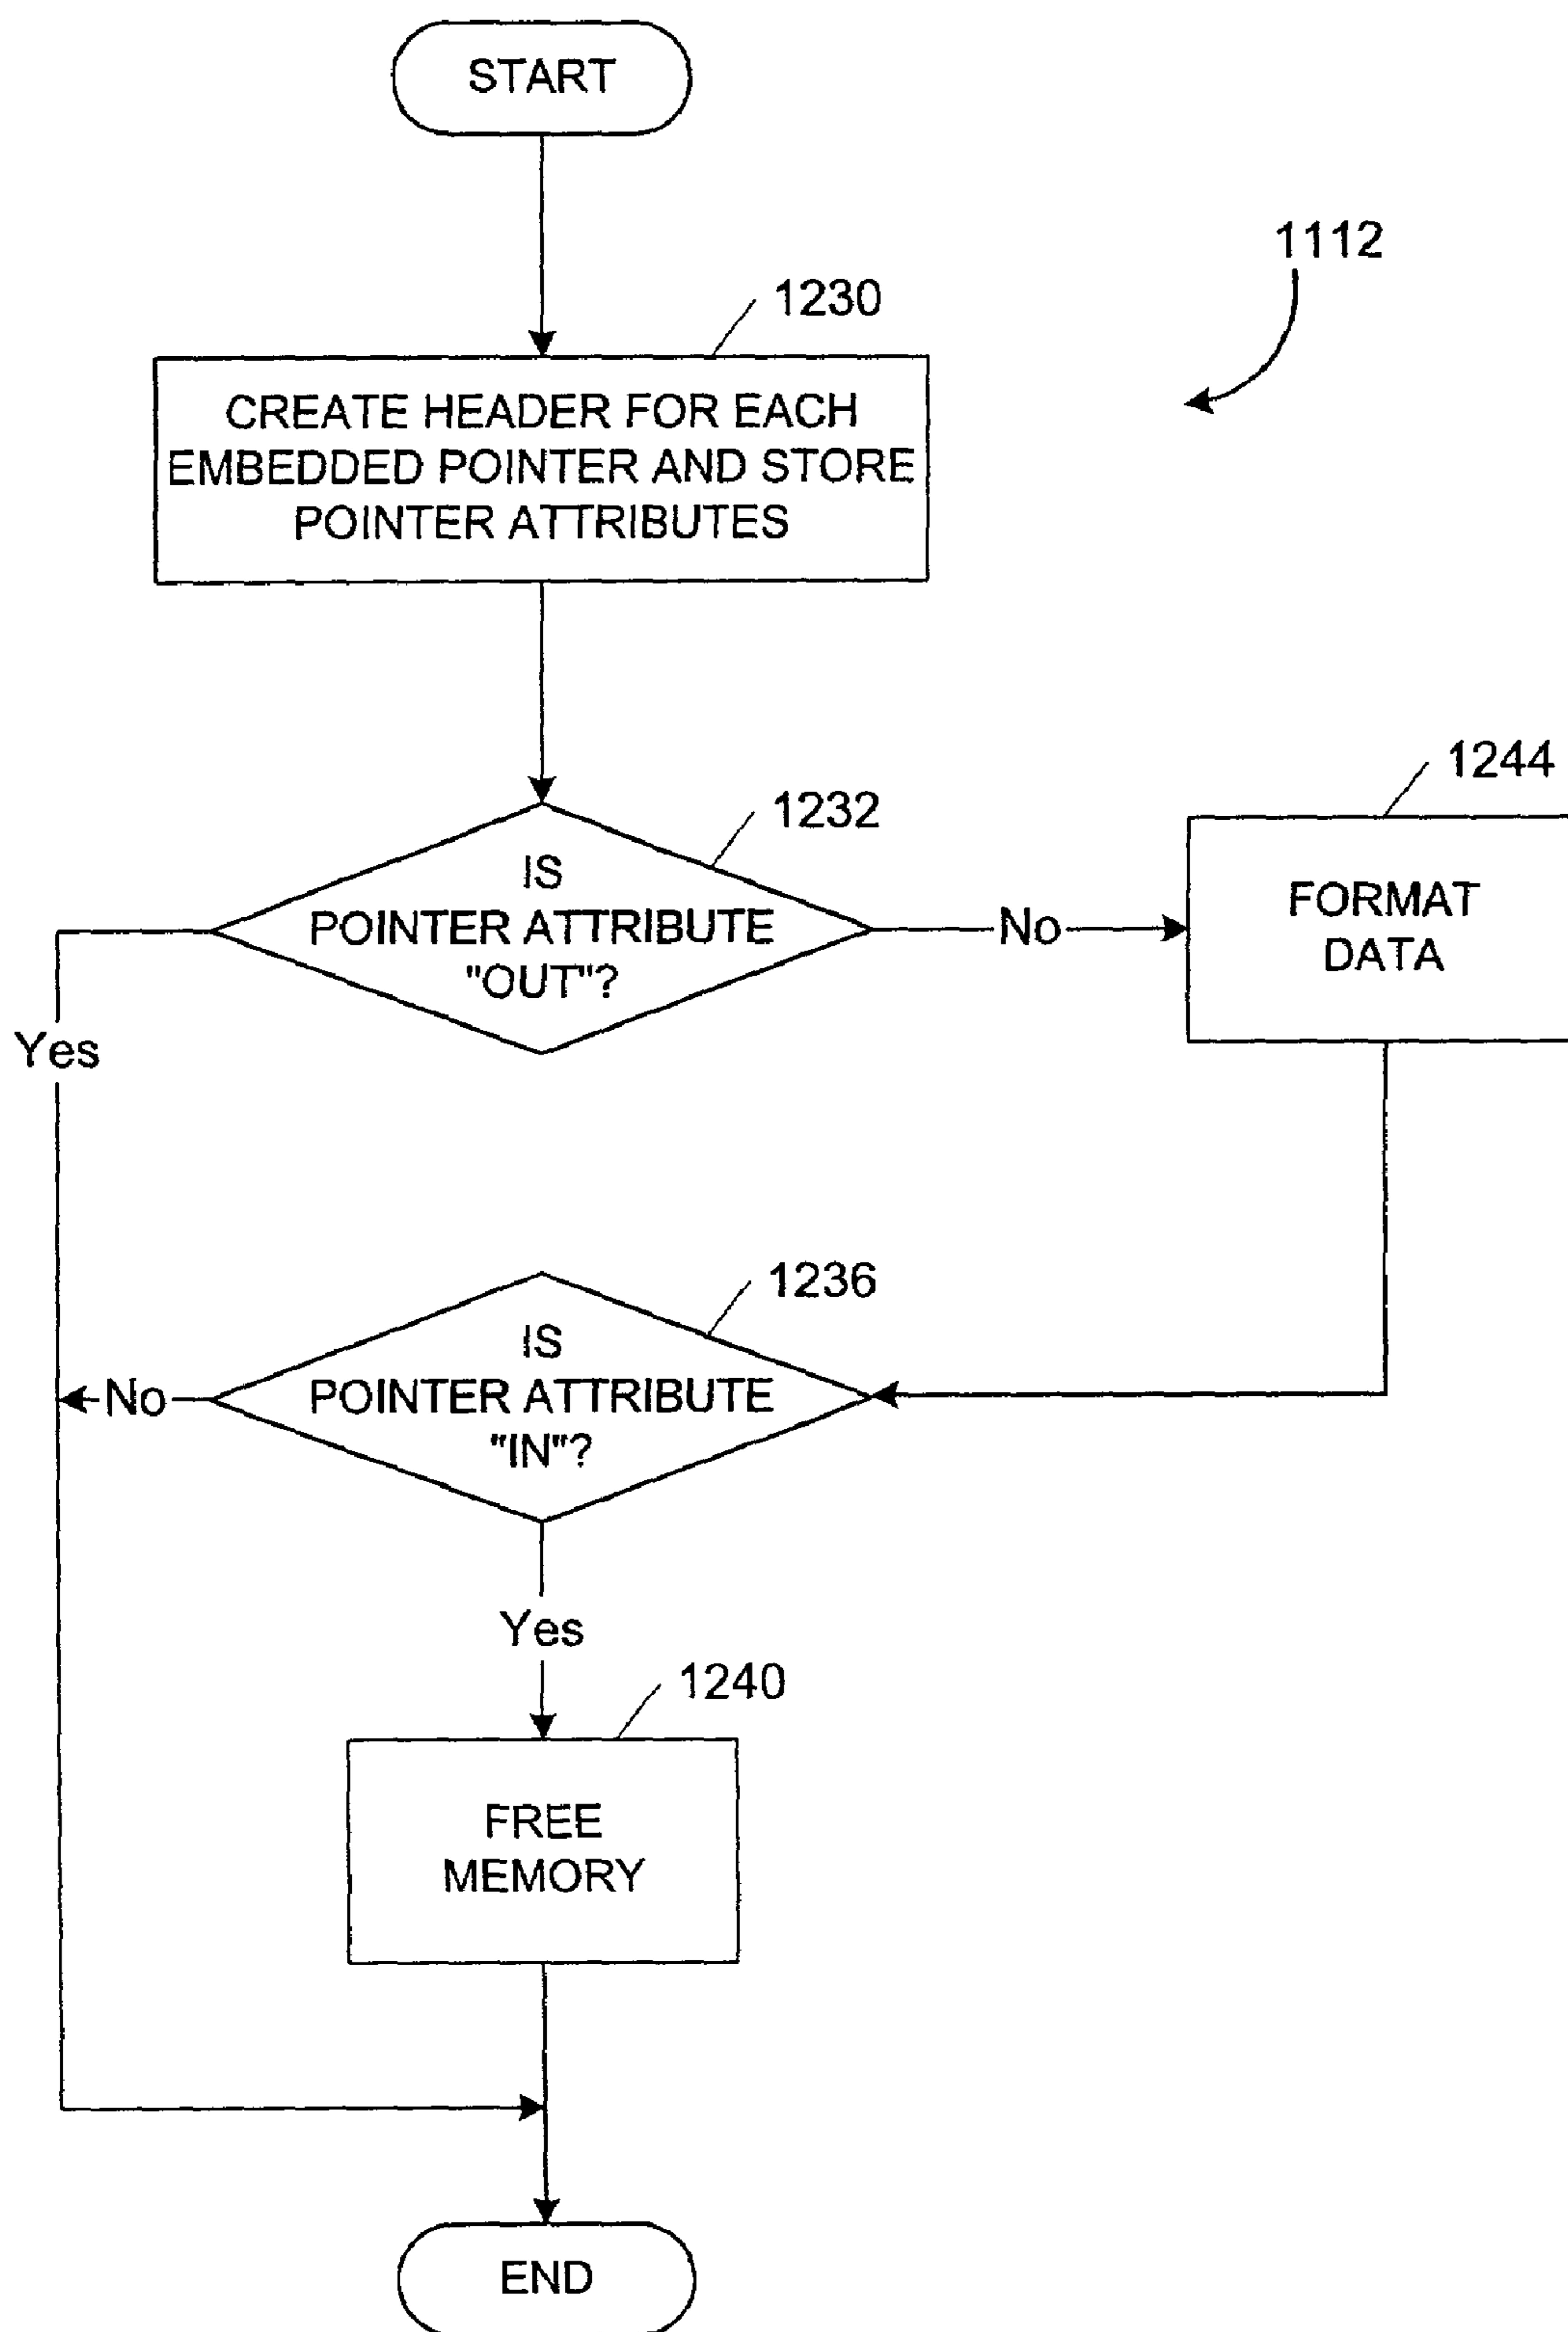 START
1112
1230
CREATE HEADER FOR EACH
EMBEDDED POINTER AND STORE
POINTER ATTRIBUTES
1232
IS
POINTER ATTRIBUTE
"OUT"?
No
1244
FORMAT
DATA
Yes
1236
IS
POINTER ATTRIBUTE
"IN"?
No
Yes
1240
FREE
MEMORY
END